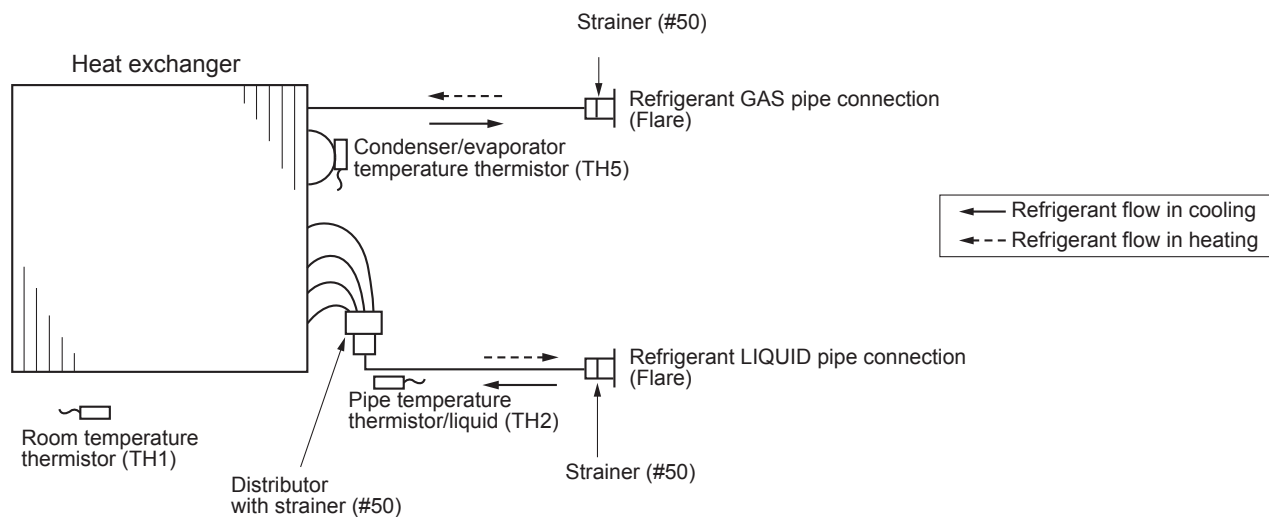 Strainer (#50)
Heat exchanger
Refrigerant GAS pipe connection
(Flare)
Condenser/evaporator
temperature thermistor (TH5)
Refrigerant flow in cooling
Refrigerant flow in heating
Refrigerant LIQUID pipe connection
(Flare)
Pipe temperature
thermistor/liquid (TH2)
Room temperature
thermistor (TH1)
Strainer (#50)
Distributor
with strainer (#50)